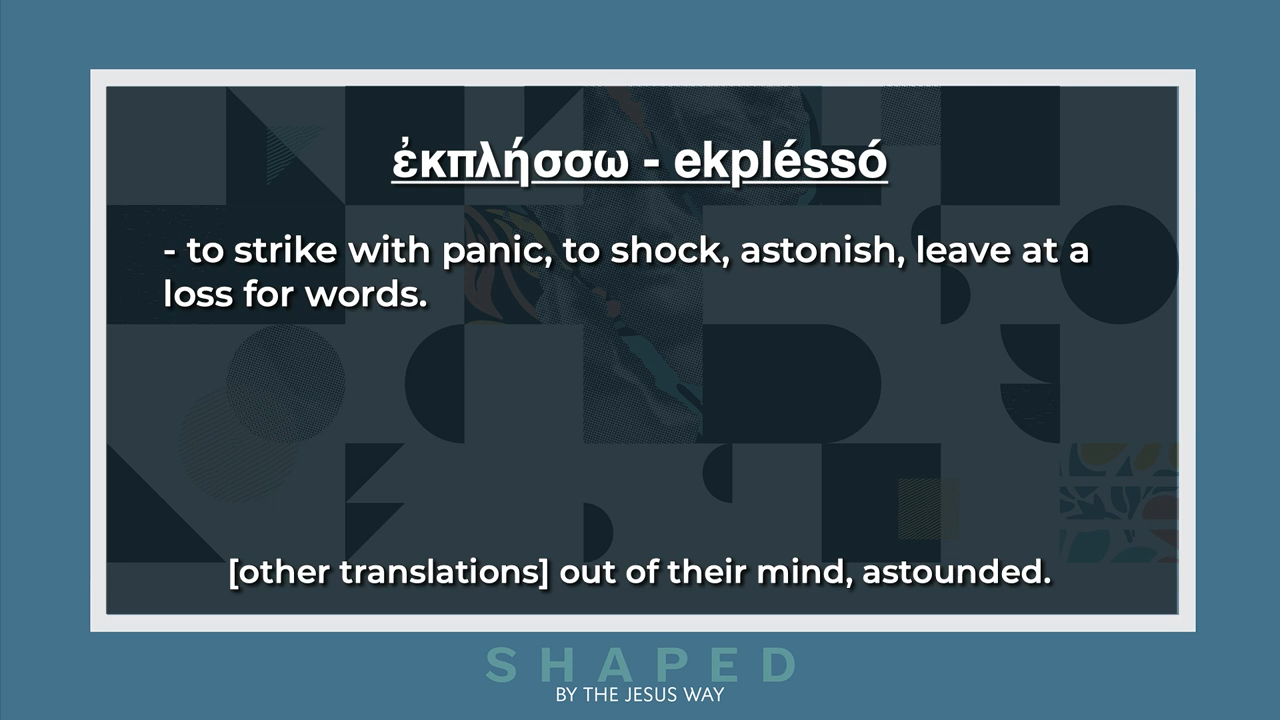 ἐκπλήσσω - ekpléssó
- to strike with panic, to shock, astonish, leave at a
loss for words.
[other translations] out of their mind, astounded.
SHAPED
BY THE JESUS WAY